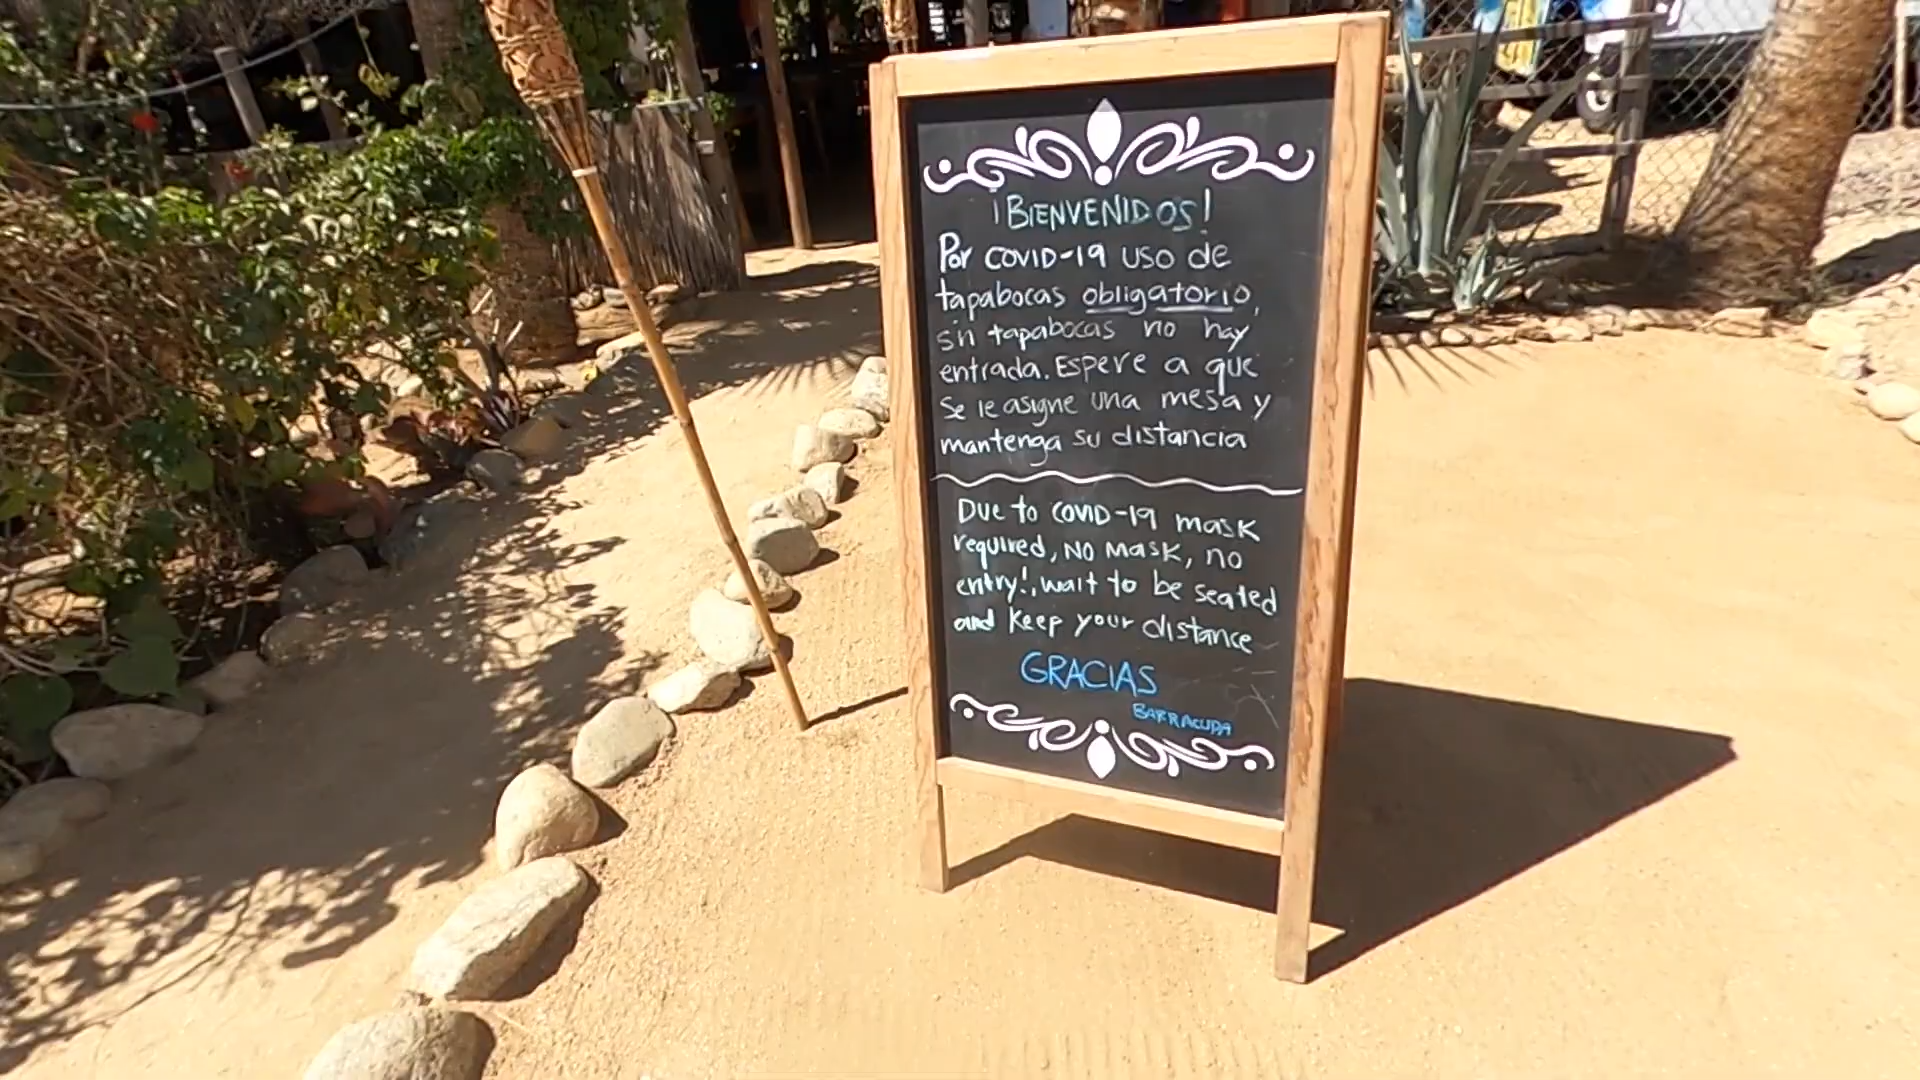 ¡BIENVENIDOS!
Por COVID-19 uso de
tapabocas obligatorio,
sin tapabocas no hay
entrada. Espere a que
Se le asigne una mesa y
mantenga su distancia
Due to COVID-19 mask
required, No Mask, no
entry!, wait to be seated
and keep your distance
GRACIAS
BARRACUDA